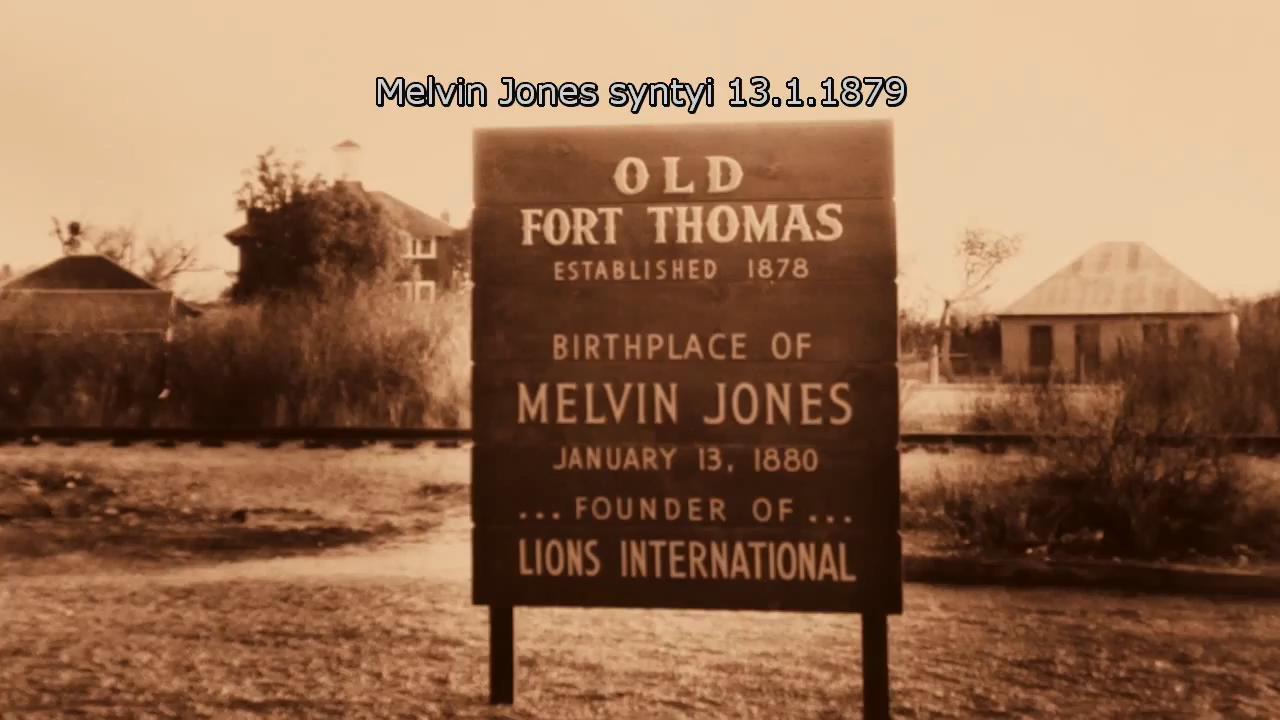 Melvin Jones syntyi 13.1.1879
OLD
FORT THOMAS
ESTABLISHED 1878
BIRTHPLACE OF
MELVIN JONES
JANUARY 13, 1880
...FOUNDER OF...
LIONS INTERNATIONAL